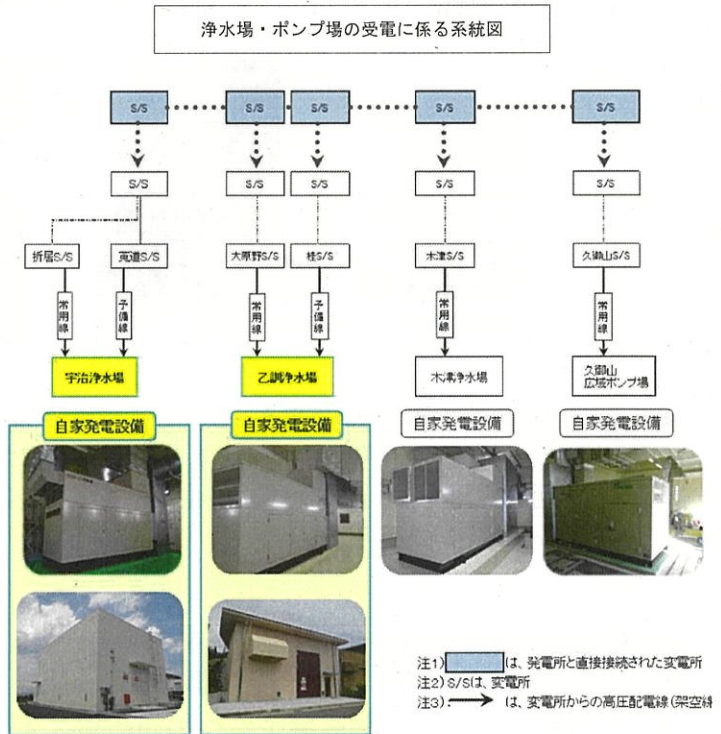 浄水場・ポンプ場の受電に係る系統図
S/S
S/S
S/S
S/S
S/S
S/S
S/S
S/S
S/S
S/S
折居S/S
莵道S/S
大原野S/S
桂S/S
木津S/S
久御山S/S
常用線
予備線
常用線
予備線
常用線
常用線
宇治浄水場
乙訓浄水場
木津浄水場
久御山
広域ポンプ場
自家発電設備
自家発電設備
自家発電設備
自家発電設備
注1) は、発電所と直接接続された変電所
注2) S/Sは、変電所
注3) は、変電所からの高圧配電線(架空線